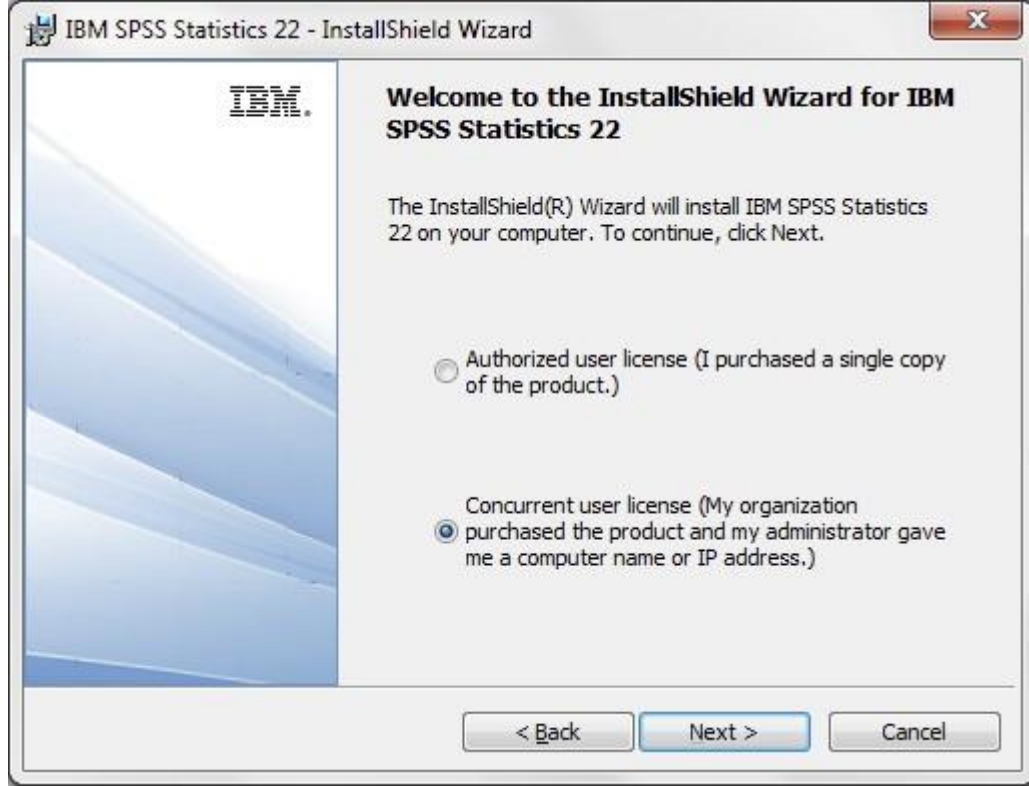 IBM SPSS Statistics 22 - InstallShield Wizard
IBM.
Welcome to the InstallShield Wizard for IBM
SPSS Statistics 22
The InstallShield(R) Wizard will install IBM SPSS Statistics
22 on your computer. To continue, click Next.
Authorized user license (I purchased a single copy
of the product.)
Concurrent user license (My organization
purchased the product and my administrator gave
me a computer name or IP address.)
< Back
Next >
Cancel